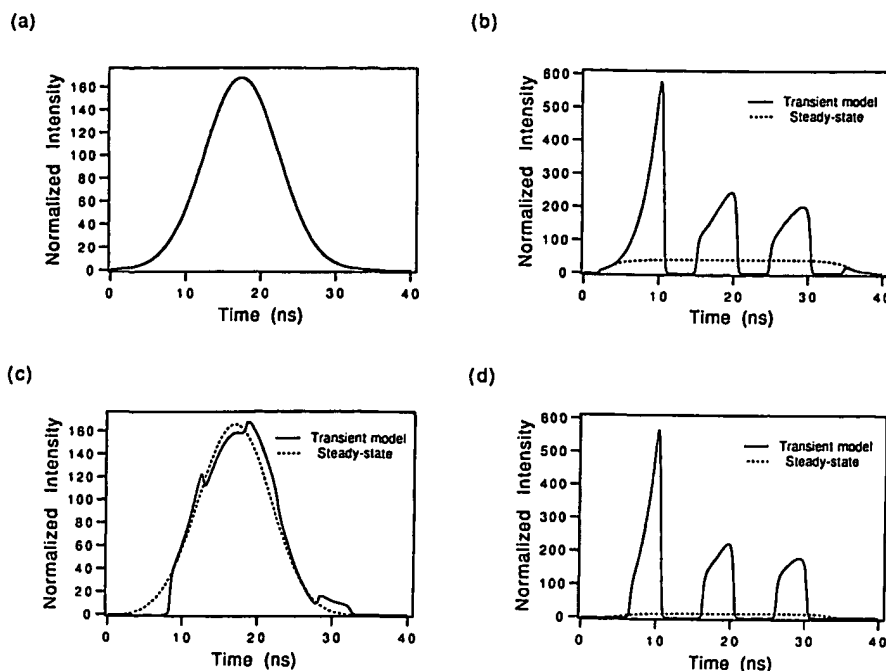 (a)
Normalized Intensity
160
140
120
100
80
60
40
20
0
0 10 20 30 40
Time (ns)
(b)
Normalized Intensity
600
500
400
300
200
100
0
Transient model
Steady-state
0 10 20 30 40
Time (ns)
(c)
Normalized Intensity
160
140
120
100
80
60
40
20
0
Transient model
Steady-state
0 10 20 30 40
Time (ns)
(d)
Normalized Intensity
600
500
400
300
200
100
0
Transient model
Steady-state
0 10 20 30 40
Time (ns)